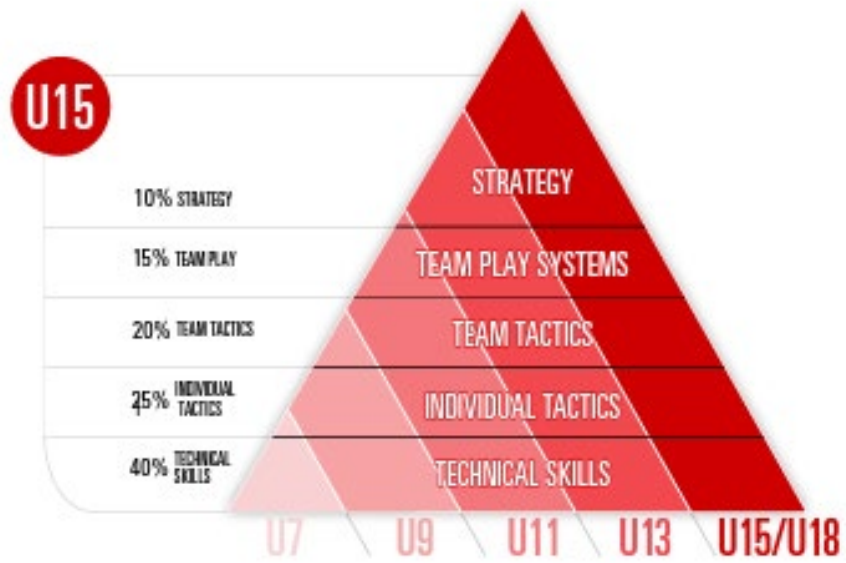 U15
STRATEGY
10% STRATEGY
TEAM PLAY SYSTEMS
15% TEAM PLAY
TEAM TACTICS
20% TEAM TACTICS
INDIVIDUAL
TACTICS
INDIVIDUAL TACTICS
40% TECHNICAL
SKILLS
TECHNICAL SKILLS
U7 U9 U11 U13 U15/U18